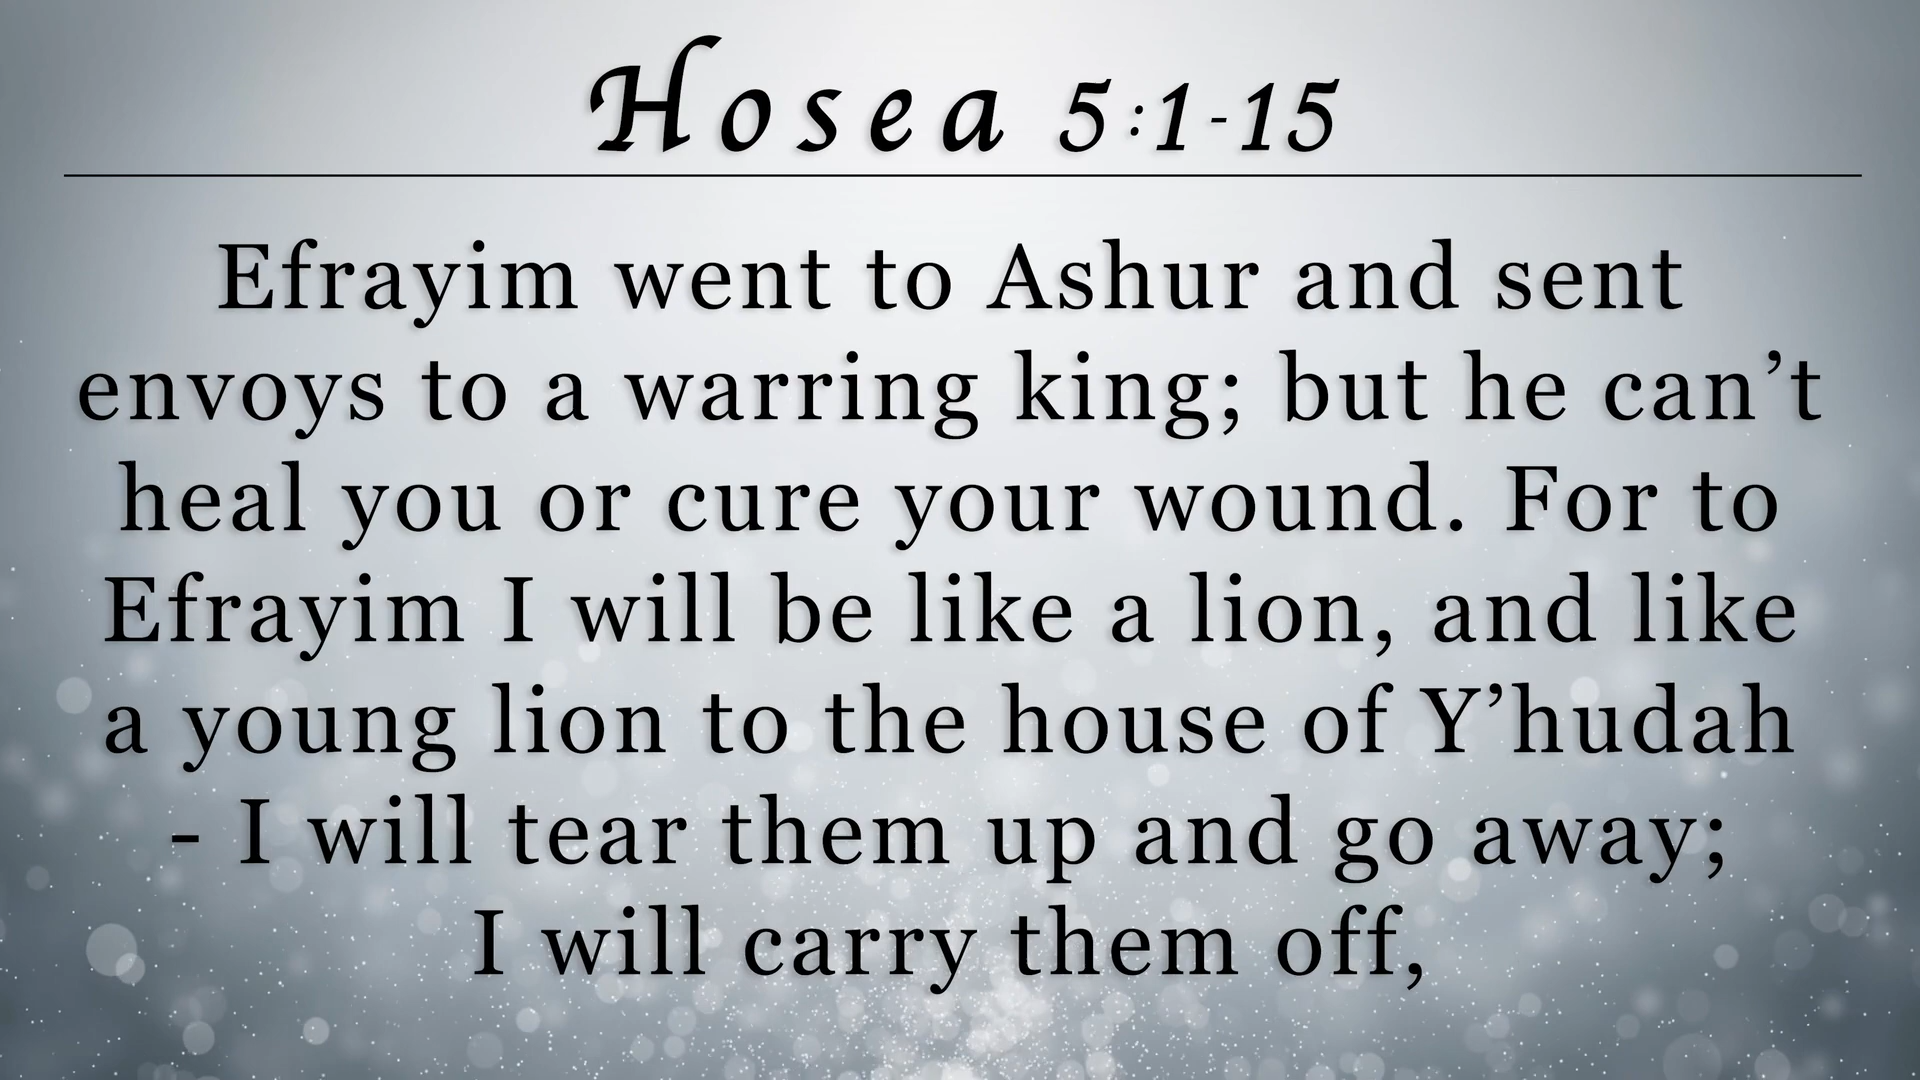 Hosea 5:1-15
Efrayim went to Ashur and sent
envoys to a warring king; but he can’t
heal you or cure your wound. For to
Efrayim I will be like a lion, and like
a young lion to the house of Y’hudah
- I will tear them up and go away;
I will carry them off,